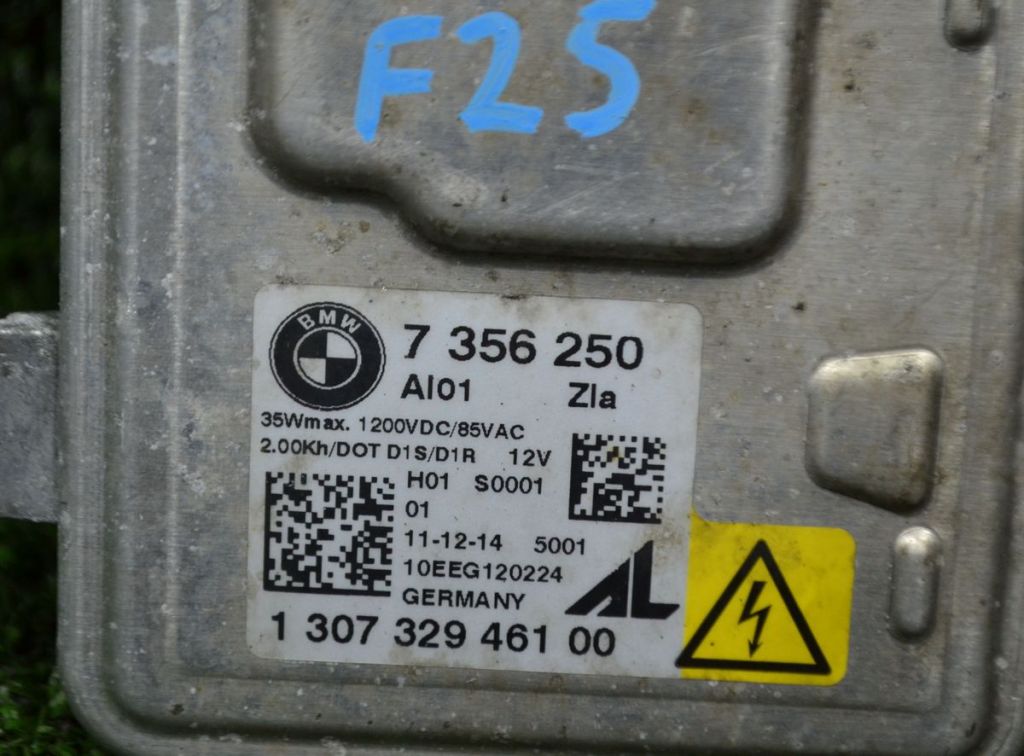 F25
BMW
7 356 250
AI01 ZIa
35Wmax. 1200VDC/85VAC
2.00Kh/DOT D1S/D1R 12V
H01 S0001
01
11-12-14 5001
10EEG120224
GERMANY
AL
1 307 329 461 00